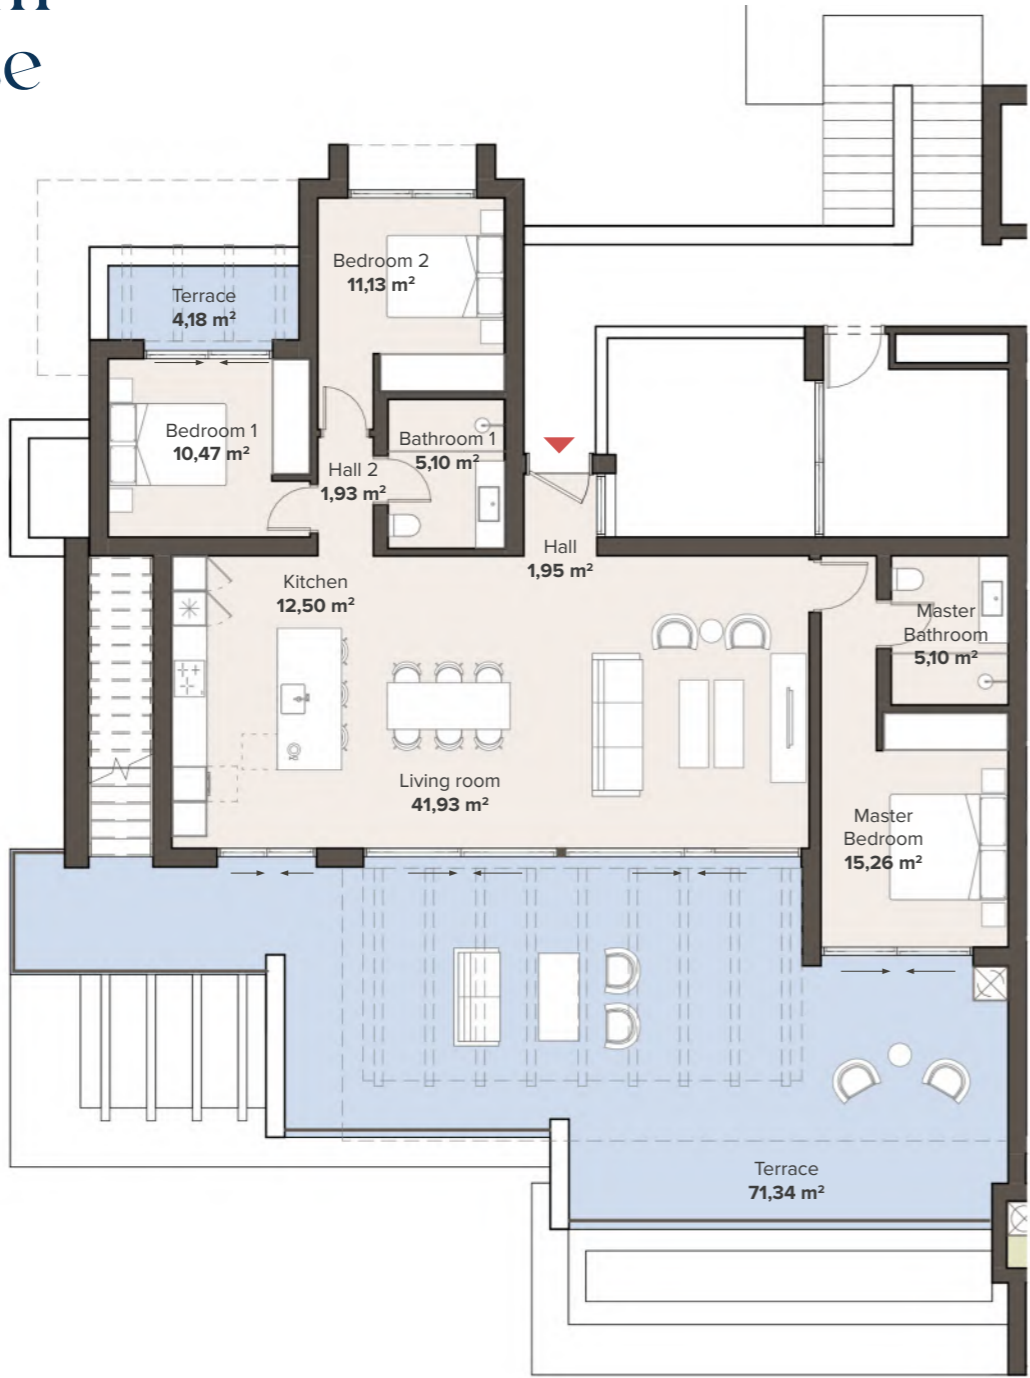 Bedroom 2
11,13 m²
Terrace
4,18 m²
Bedroom 1
10,47 m²
Bathroom 1
5,10 m²
Hall 2
1,93 m²
Hall
1,95 m²
Kitchen
12,50 m²
Master
Bathroom
5,10 m²
Living room
41,93 m²
Master
Bedroom
15,26 m²
Terrace
71,34 m²